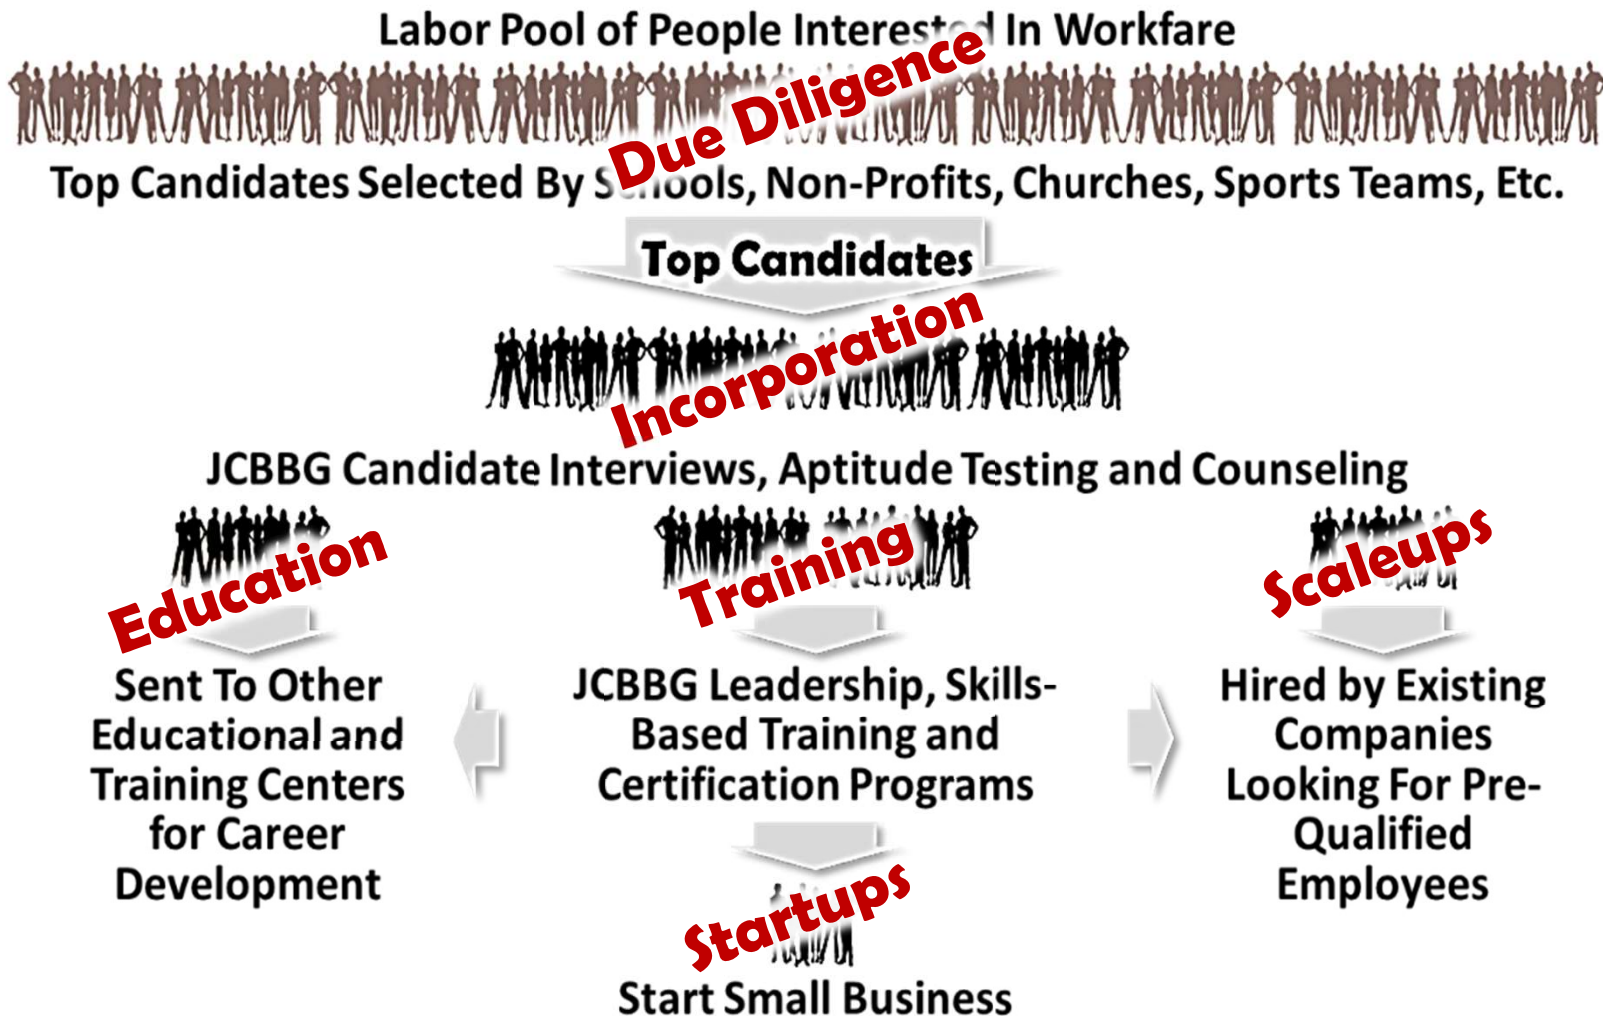 Labor Pool of People Interested In Workfare
Due Diligence
Top Candidates Selected By Schools, Non-Profits, Churches, Sports Teams, Etc.
Top Candidates
Incorporation
JCBBG Candidate Interviews, Aptitude Testing and Counseling
Education
Training
Scaleups
Sent To Other
Educational and
Training Centers
for Career
Development
JCBBG Leadership, Skills-
Based Training and
Certification Programs
Hired by Existing
Companies
Looking For Pre-
Qualified
Employees
Startups
Start Small Business